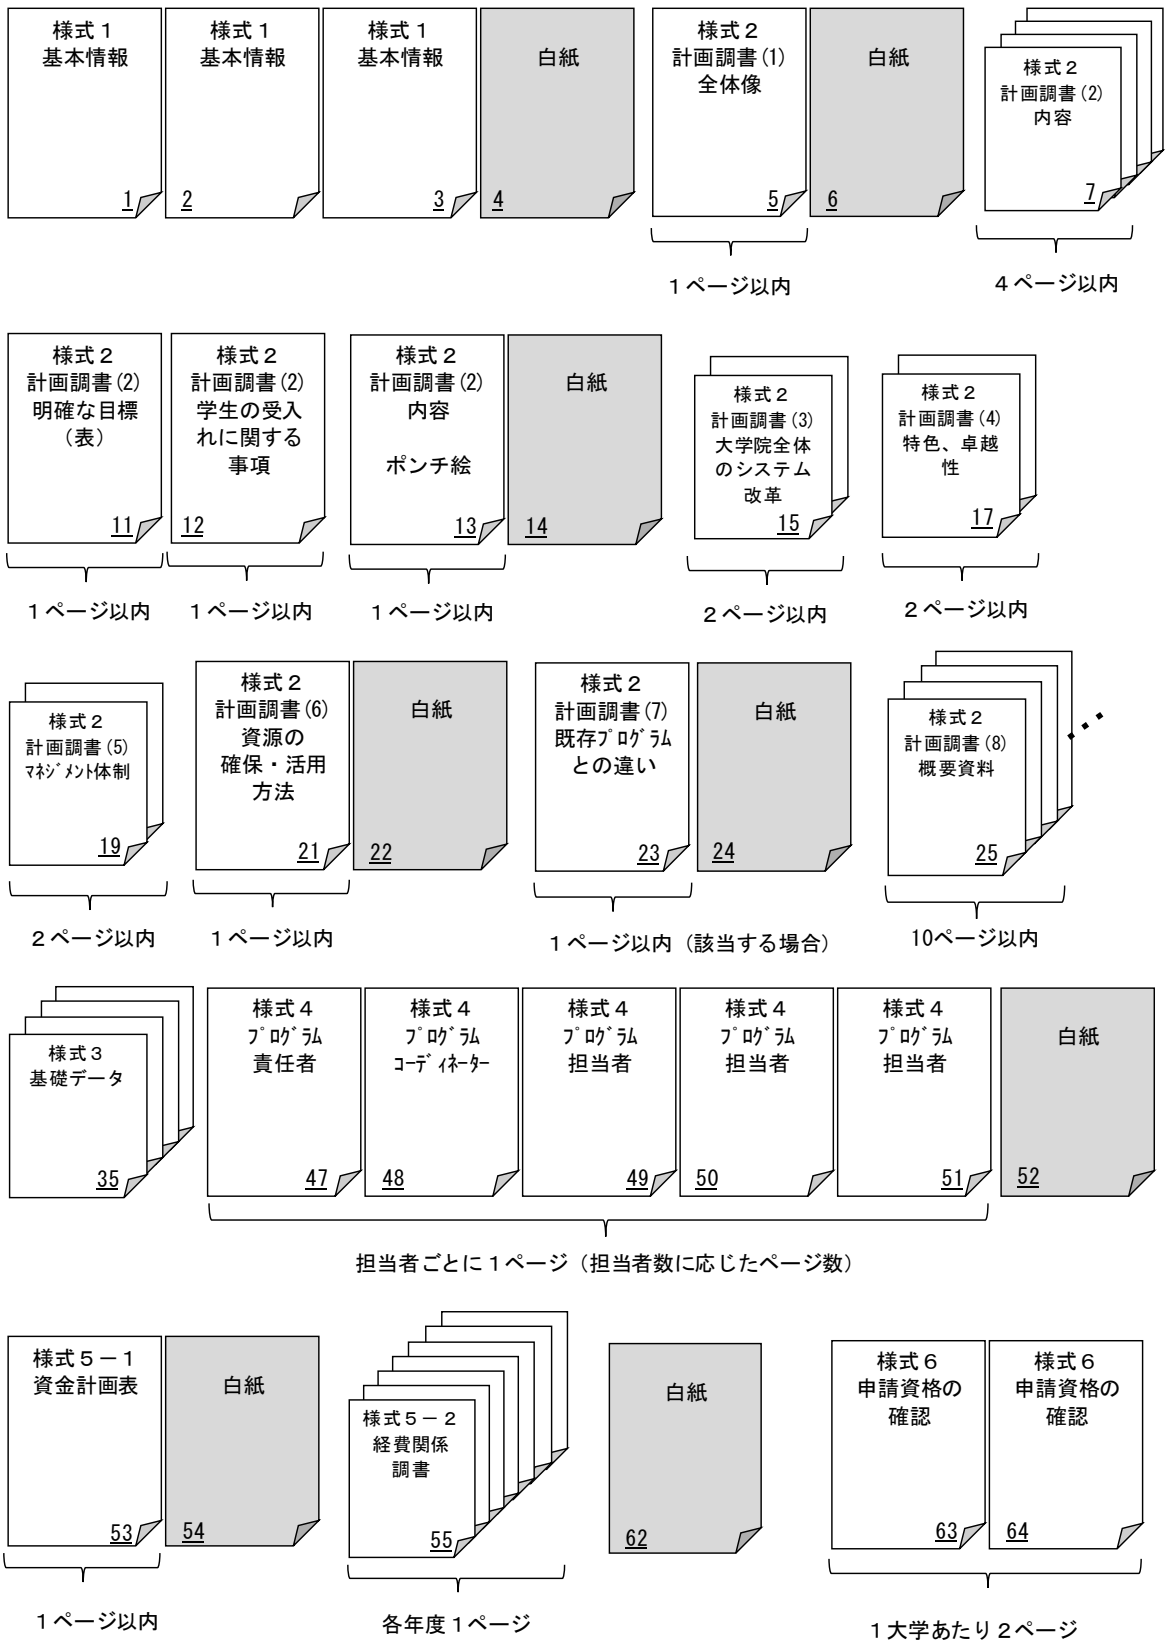 様式１
基本情報
1
様式１
基本情報
2
様式１
基本情報
3
白紙
4
様式２
計画調書(1)
全体像
5
白紙
6
様式２
計画調書(2)
内容
7
１ページ以内
４ページ以内
様式２
計画調書(2)
明確な目標
（表）
11
様式２
計画調書(2)
学生の受入
れに関する
事項
12
様式２
計画調書(2)
内容
ポンチ絵
13
白紙
14
様式２
計画調書(3)
大学院全体
のシステム
改革
15
様式２
計画調書(4)
特色、卓越
性
17
１ページ以内
１ページ以内
１ページ以内
２ページ以内
２ページ以内
様式２
計画調書(5)
ﾏﾈｼﾞﾒﾝﾄ体制
19
様式２
計画調書(6)
資源の
確保・活用
方法
21
白紙
22
様式２
計画調書(7)
既存ﾌﾟﾛｸﾞﾗﾑ
との違い
23
白紙
24
様式２
計画調書(8)
概要資料
25
２ページ以内
１ページ以内
１ページ以内（該当する場合）
10ページ以内
様式３
基礎データ
35
様式４
ﾌﾟﾛｸﾞﾗﾑ
責任者
47
様式４
ﾌﾟﾛｸﾞﾗﾑ
ｺｰﾃﾞｨﾈｰﾀｰ
48
様式４
ﾌﾟﾛｸﾞﾗﾑ
担当者
49
様式４
ﾌﾟﾛｸﾞﾗﾑ
担当者
50
様式４
ﾌﾟﾛｸﾞﾗﾑ
担当者
51
白紙
52
担当者ごとに１ページ（担当者数に応じたページ数）
様式５－１
資金計画表
53
白紙
54
様式５－２
経費関係
調書
55
白紙
62
様式６
申請資格の
確認
63
様式６
申請資格の
確認
64
１ページ以内
各年度１ページ
１大学あたり２ページ